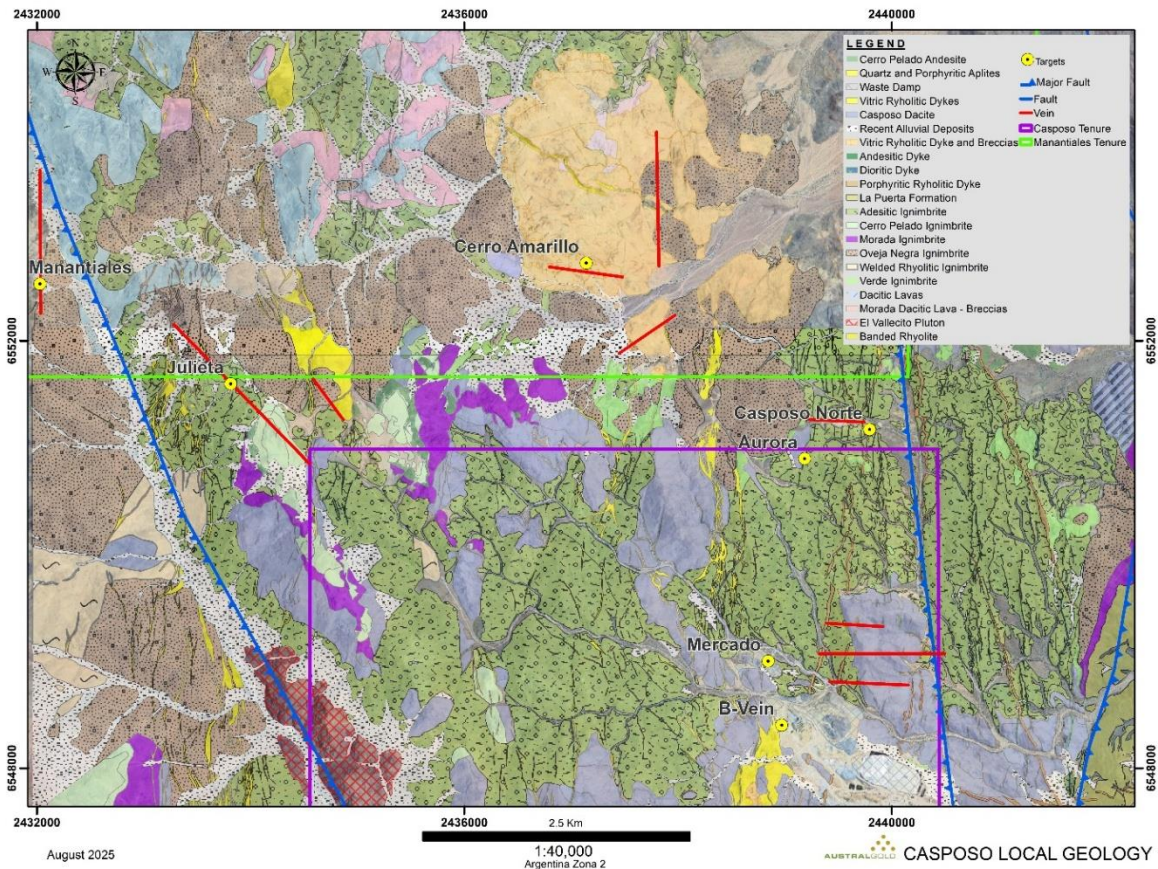 2432000
2436000
2440000
N
W
E
S
LEGEND
Cerro Pelado Andesite
Quartz and Porphyritic Aplites
Waste Damp
Vitric Ryholitic Dykes
Casposo Dacite
Recent Alluvial Deposits
Vitric Ryholitic Dyke and Breccias
Andesitic Dyke
Dioritic Dyke
Porphyritic Ryholitic Dyke
La Puerta Formation
Adesitic Ignimbrite
Cerro Pelado Ignimbrite
Morada Ignimbrite
Oveja Negra Ignimbrite
Welded Rhyolitic Ignimbrite
Verde Ignimbrite
Dacitic Lavas
Morada Dacitic Lava - Breccias
El Vallecito Pluton
Banded Rhyolite
Targets
Major Fault
Fault
Vein
Casposo Tenure
Manantiales Tenure
Cerro Amarillo
Manantiales
6552000
6552000
Julieta
Casposo Norte
Aurora
Mercado
B-Vein
6548000
6548000
2432000
2436000
2440000
2.5 Km
1:40,000
Argentina Zona 2
August 2025
AUSTRALGOLD
CASPOSO LOCAL GEOLOGY